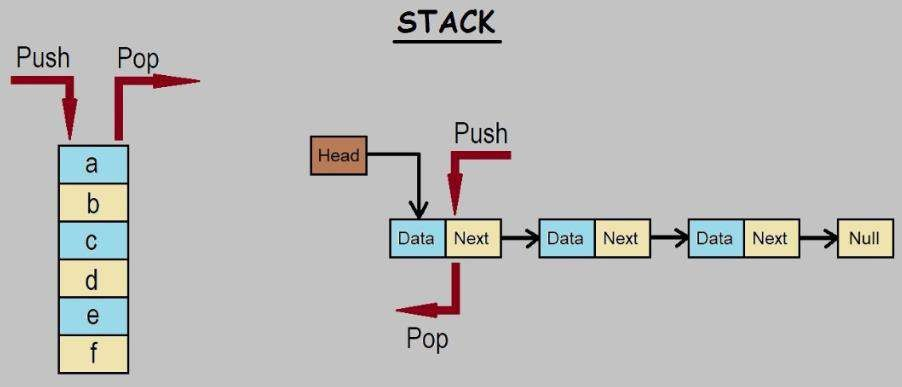 STACK
Push Pop
a
b
c
d
e
f
Push
Head
Data Next Data Next Data Next Null
Pop